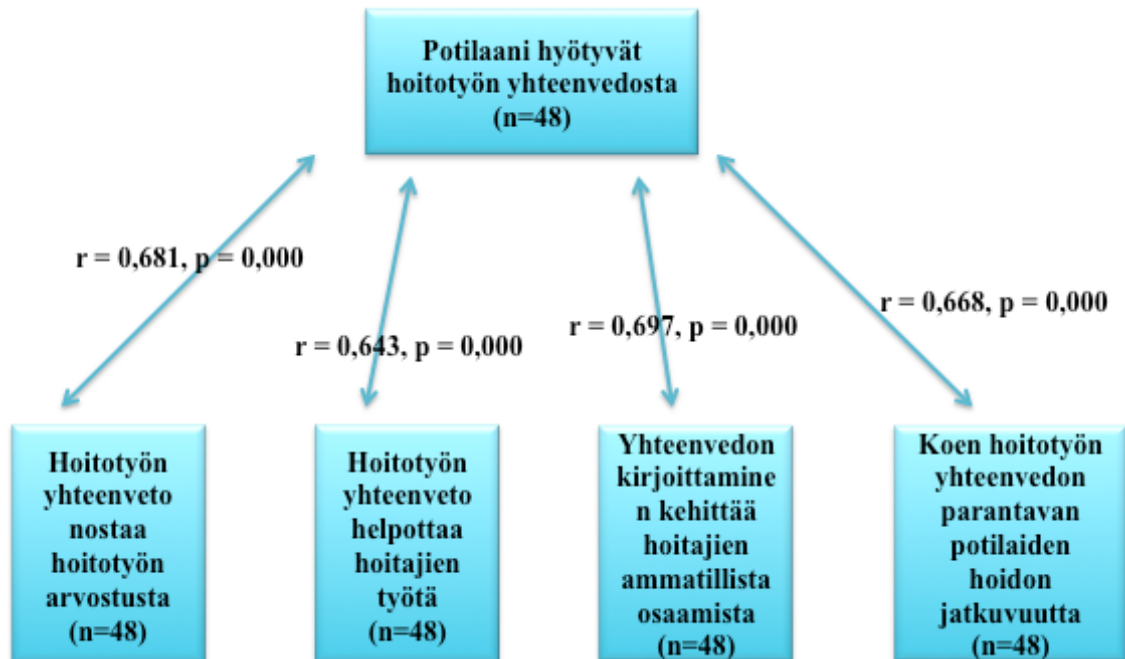 Potilaani hyötyvät
hoitotyön yhteenvedosta
(n=48)
r = 0,681, p = 0,000
r = 0,643, p = 0,000
r = 0,697, p = 0,000
r = 0,668, p = 0,000
Hoitotyön
yhteenveto
nostaa
hoitotyön
arvostusta
(n=48)
Hoitotyön
yhteenveto
helpottaa
hoitajien
työtä
(n=48)
Yhteenvedon
kirjoittamine
n kehittää
hoitajien
ammatillista
osaamista
(n=48)
Koen hoitotyön
yhteenvedon
parantavan
potilaiden
hoidon
jatkuvuutta
(n=48)